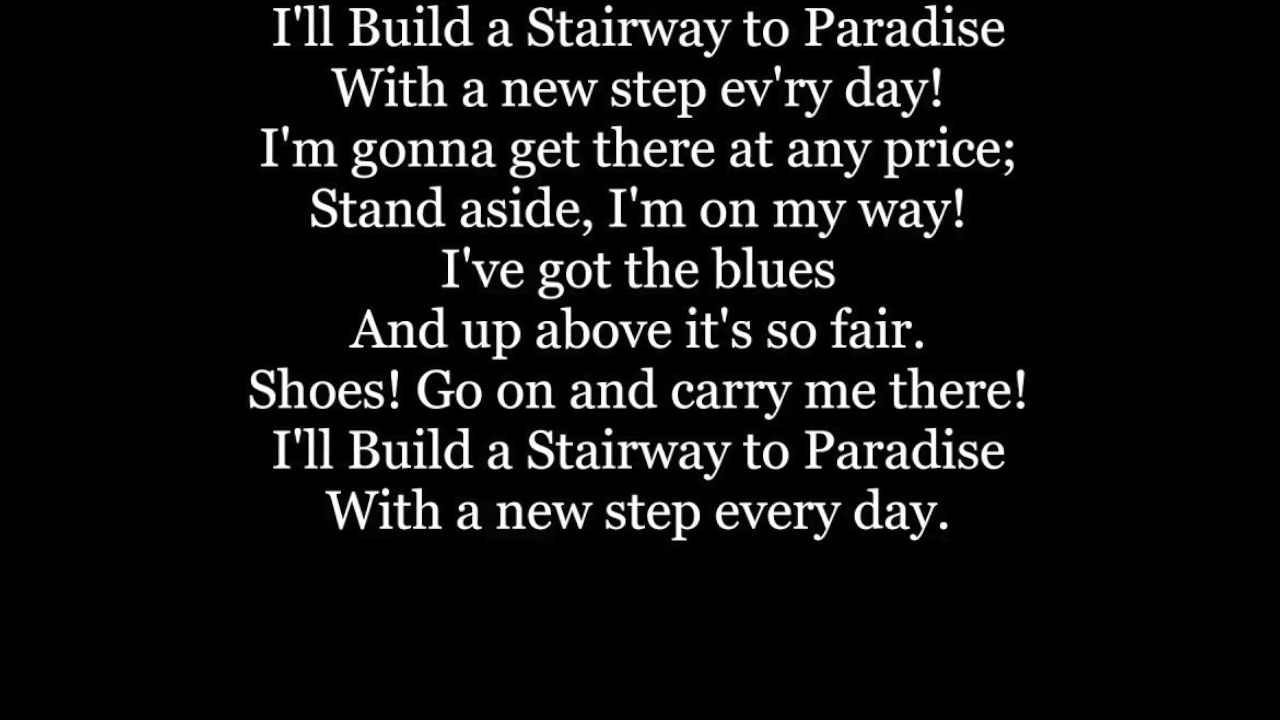 I'll Build a Stairway to Paradise
With a new step ev'ry day!
I'm gonna get there at any price;
Stand aside, I'm on my way!
I've got the blues
And up above it's so fair.
Shoes! Go on and carry me there!
I'll Build a Stairway to Paradise
With a new step every day.